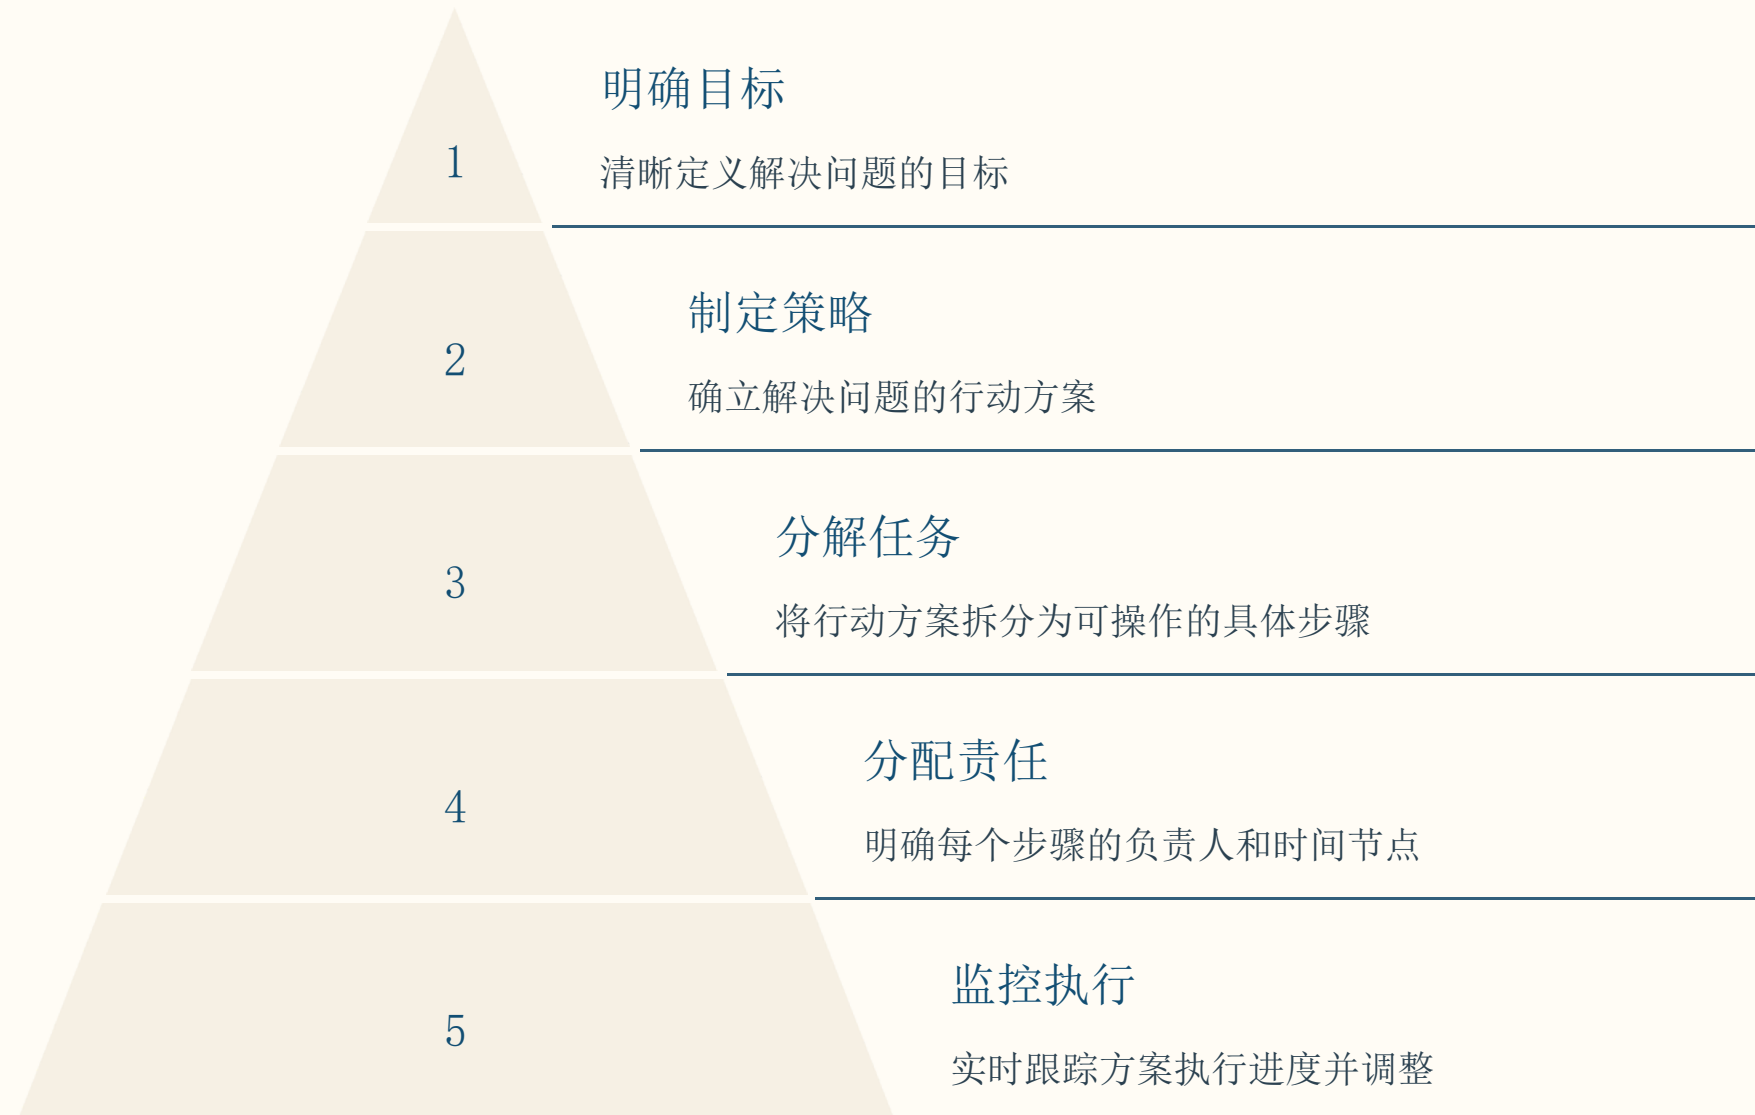 1
明确目标
清晰定义解决问题的目标
2
制定策略
确立解决问题的行动方案
3
分解任务
将行动方案拆分为可操作的具体步骤
4
分配责任
明确每个步骤的负责人和时间节点
5
监控执行
实时跟踪方案执行进度并调整